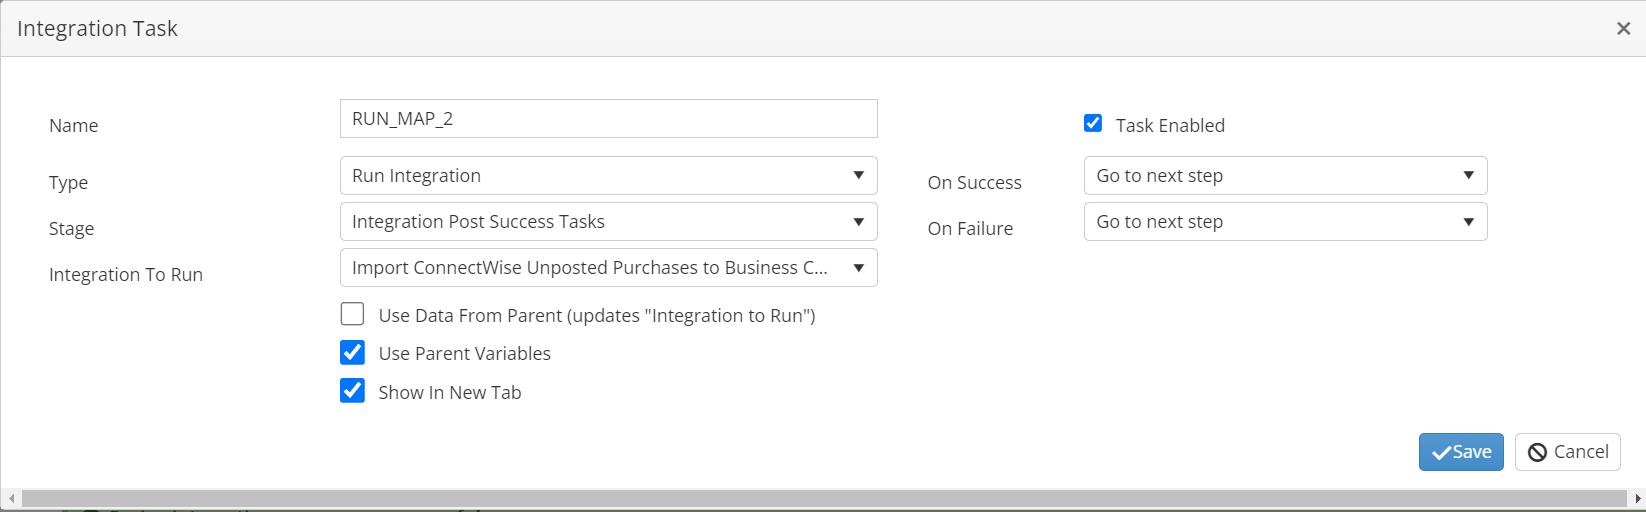 Integration Task
Name
RUN_MAP_2
Task Enabled
Type
Run Integration
On Success
Go to next step
Stage
Integration Post Success Tasks
On Failure
Go to next step
Integration To Run
Import ConnectWise Unposted Purchases to Business C...
Use Data From Parent (updates "Integration to Run")
Use Parent Variables
Show In New Tab
Save
Cancel